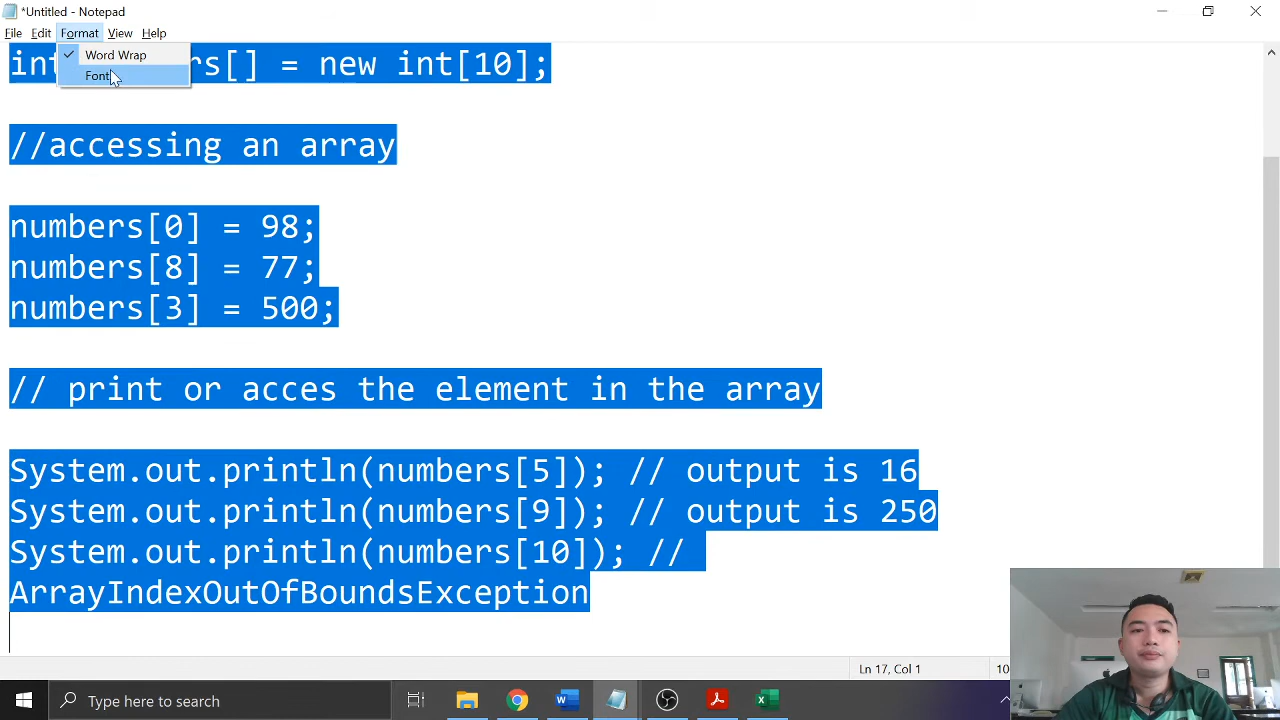 *Untitled - Notepad
File Edit Format View Help
Word Wrap
Font
int rs[] = new int[10];
//accessing an array
numbers[0] = 98;
numbers[8] = 77;
numbers[3] = 500;
// print or acces the element in the array
System.out.println(numbers[5]); // output is 16
System.out.println(numbers[9]); // output is 250
System.out.println(numbers[10]); //
ArrayIndexOutOfBoundsException
Ln 17, Col 1
10
Type here to search